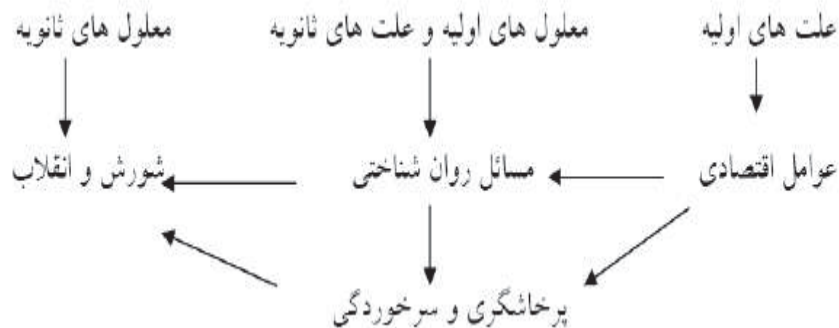 علت های اولیه معلول های اولیه و علت های ثانویه معلول های ثانویه
عوامل اقتصادی مسائل روان شناختی شورش و انقلاب
پرخاشگری و سرخوردگی